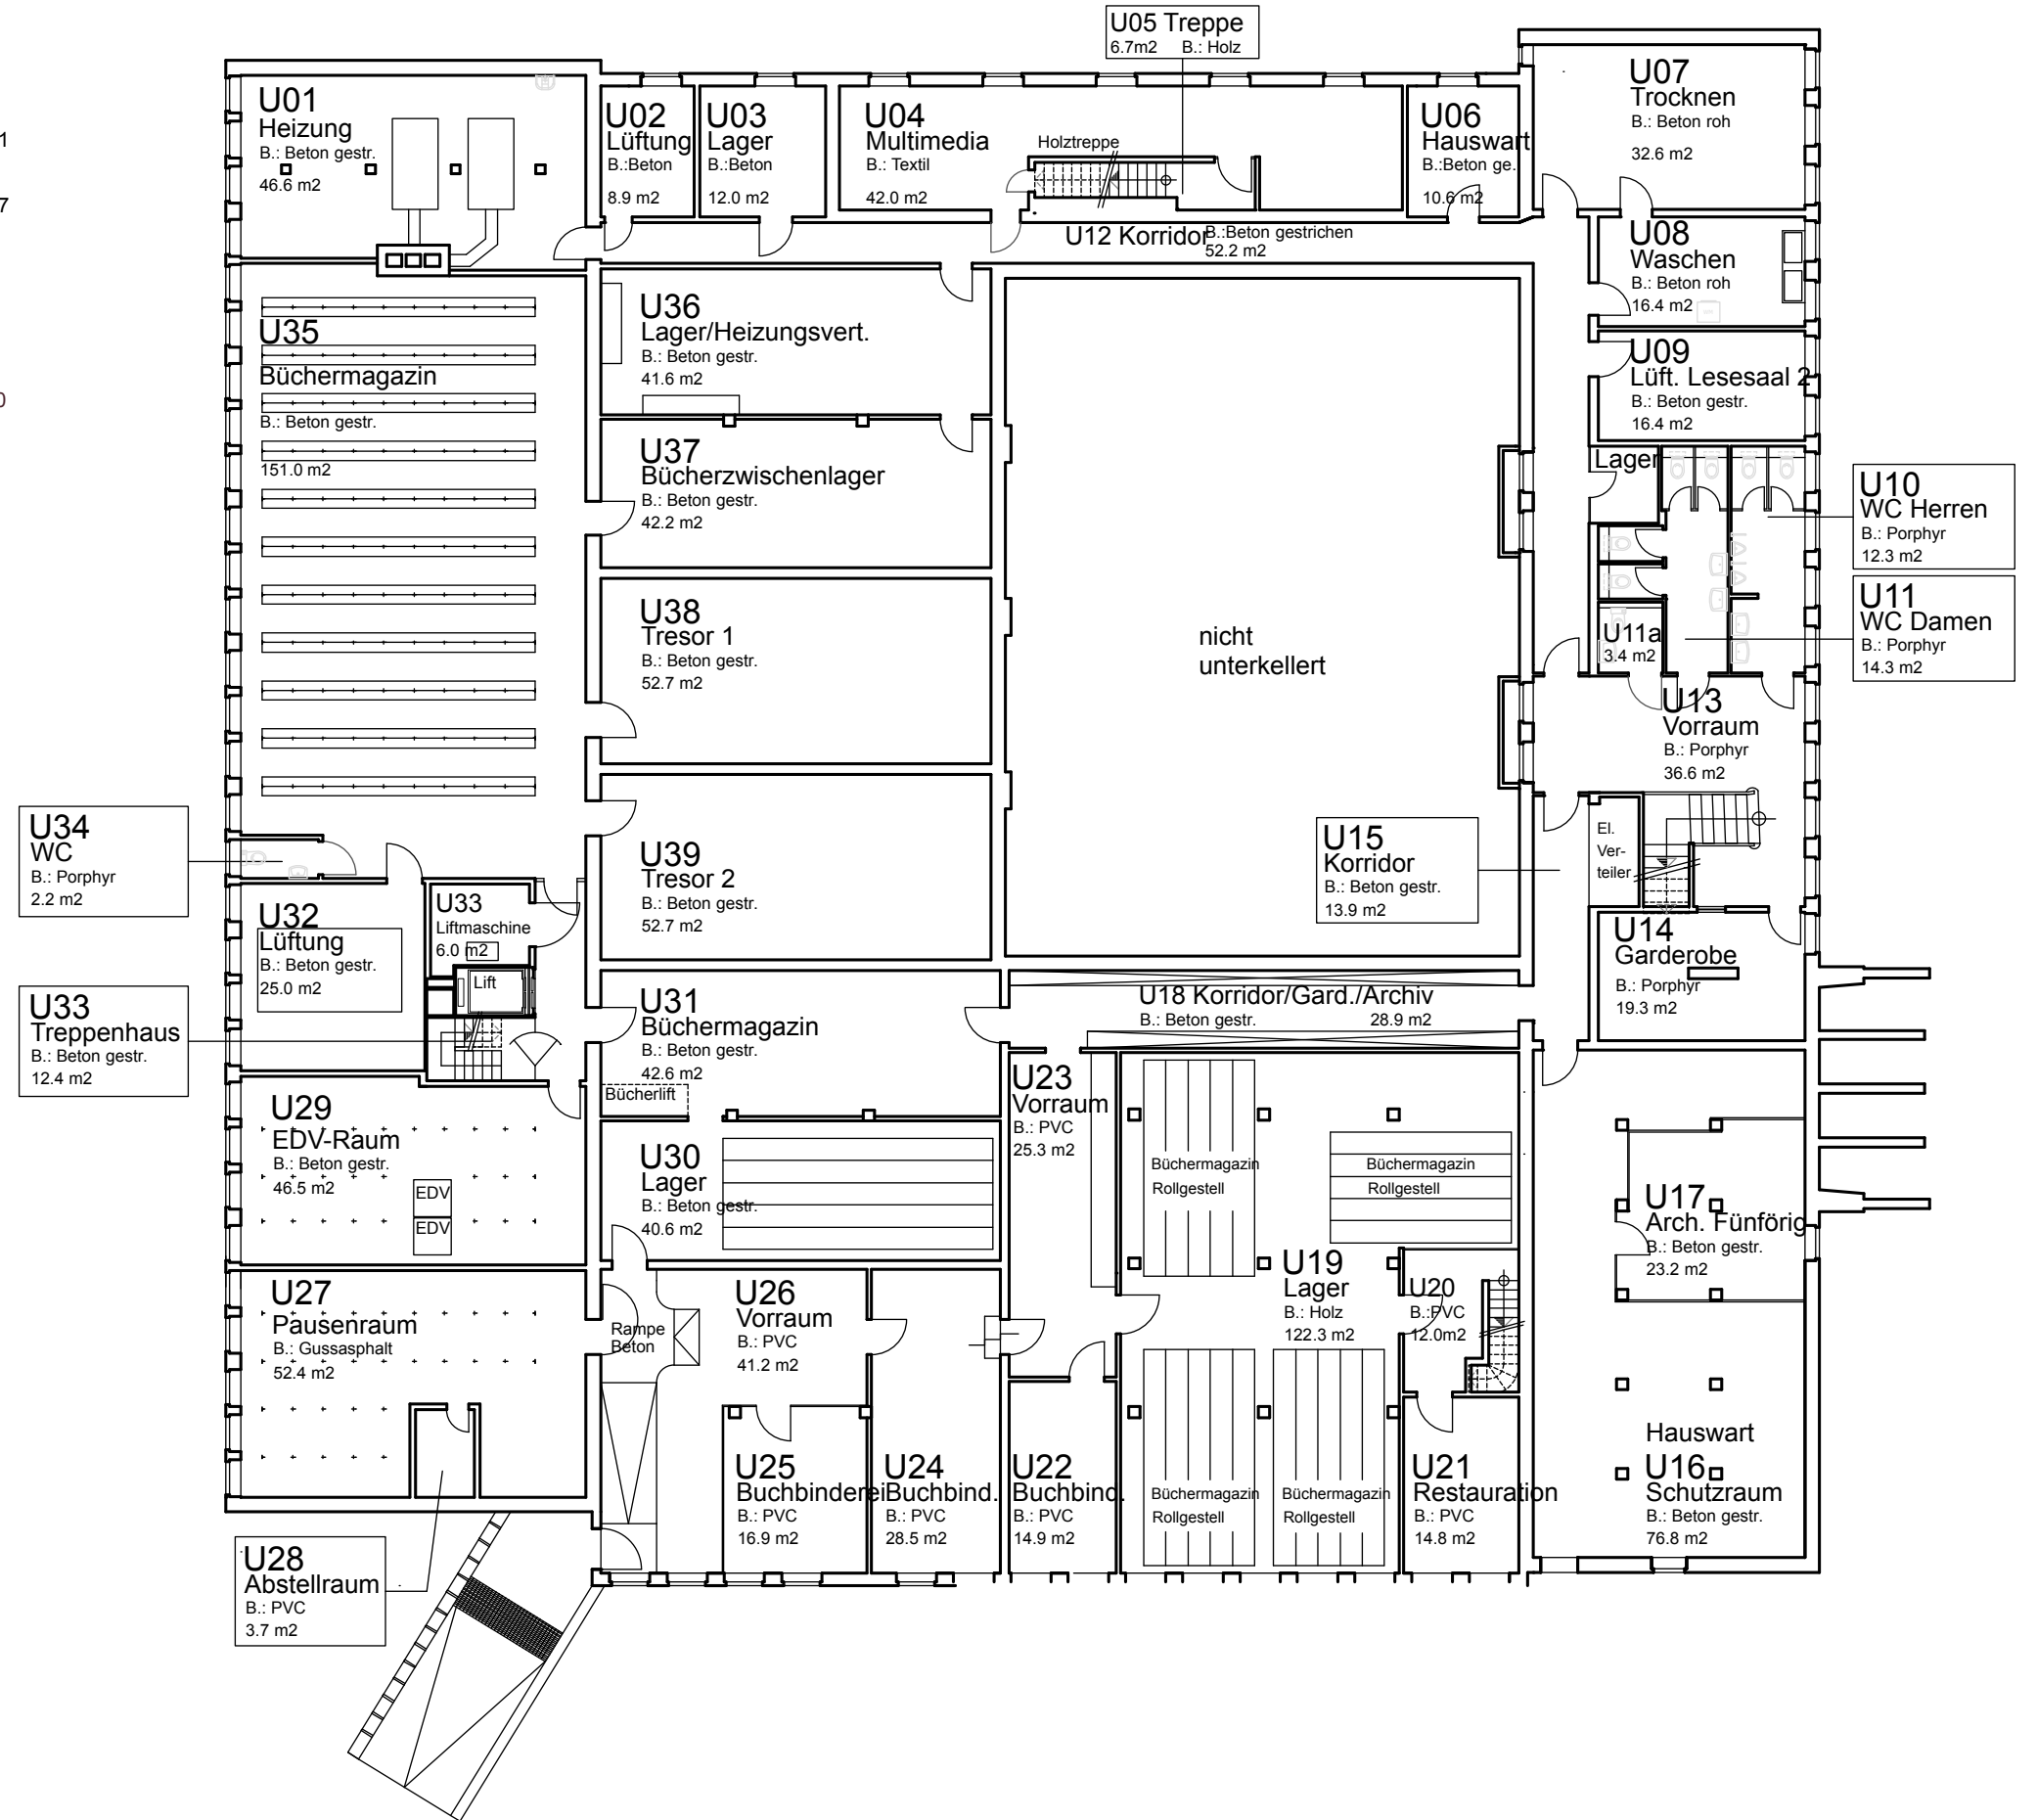 U05 Treppe
6.7m2 B.: Holz
1
7
0
U01
Heizung
B.: Beton gestr.
46.6 m2
U02
Lüftung
B.:Beton
8.9 m2
U03
Lager
B.:Beton
12.0 m2
U04
Multimedia
B.: Textil
42.0 m2
Holztreppe
U06
Hauswart
B.:Beton ge.
10.6 m2
U07
Trocknen
B.: Beton roh
32.6 m2
U12 Korridor
B.:Beton gestrichen
52.2 m2
U08
Waschen
B.: Beton roh
16.4 m2
U09
Lüft. Lesesaal 2
B.: Beton gestr.
16.4 m2
U35
Büchermagazin
B.: Beton gestr.
151.0 m2
U36
Lager/Heizungsvert.
B.: Beton gestr.
41.6 m2
U37
Bücherzwischenlager
B.: Beton gestr.
42.2 m2
U38
Tresor 1
B.: Beton gestr.
52.7 m2
nicht
unterkellert
Lager
U10
WC Herren
B.: Porphyr
12.3 m2
U11
WC Damen
B.: Porphyr
14.3 m2
U11a
3.4 m2
U13
Vorraum
B.: Porphyr
36.6 m2
U34
WC
B.: Porphyr
2.2 m2
U39
Tresor 2
B.: Beton gestr.
52.7 m2
U15
Korridor
B.: Beton gestr.
13.9 m2
El.
Ver-
teiler
U32
Lüftung
B.: Beton gestr.
25.0 m2
U33
Liftmaschine
6.0 m2
Lift
U14
Garderobe
B.: Porphyr
19.3 m2
U33
Treppenhaus
B.: Beton gestr.
12.4 m2
U31
Büchermagazin
B.: Beton gestr.
42.6 m2
Bücherlift
U18 Korridor/Gard./Archiv
B.: Beton gestr. 28.9 m2
U29
EDV-Raum
B.: Beton gestr.
46.5 m2
EDV
EDV
U30
Lager
B.: Beton gestr.
40.6 m2
U23
Vorraum
B.: PVC
25.3 m2
Büchermagazin
Rollgestell
Büchermagazin
Rollgestell
U17
Arch. Fünförig
B.: Beton gestr.
23.2 m2
U27
Pausenraum
B.: Gussasphalt
52.4 m2
Rampe
Beton
U26
Vorraum
B.: PVC
41.2 m2
U19
Lager
B.: Holz
122.3 m2
U20
B.:PVC
12.0m2
U25
Buchbinderei
B.: PVC
16.9 m2
U24
Buchbind.
B.: PVC
28.5 m2
U22
Buchbind.
B.: PVC
14.9 m2
Büchermagazin
Rollgestell
Büchermagazin
Rollgestell
U21
Restauration
B.: PVC
14.8 m2
Hauswart
U16
Schutzraum
B.: Beton gestr.
76.8 m2
U28
Abstellraum
B.: PVC
3.7 m2